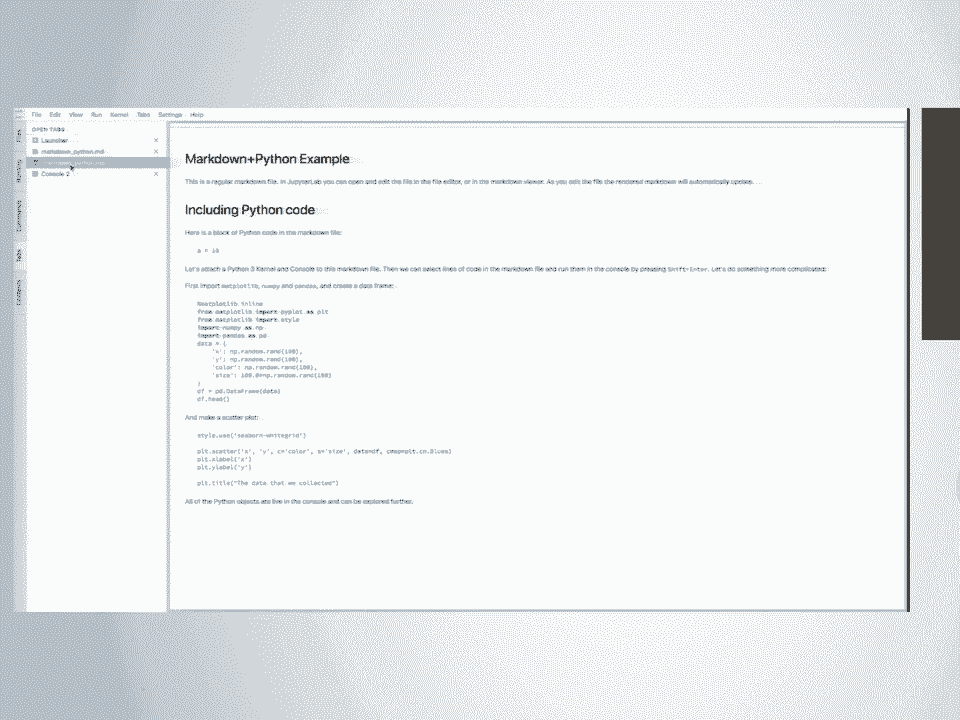 File Edit View Run Kernel Tabs Settings Help
OPEN TABS
Launcher
markdown_python.md
Console 2
Files
Running
Commands
Tabs
Markdown+Python Example
This is a regular markdown file. In JupyterLab you can open and edit the file in the file editor, or in the markdown viewer. As you edit the file the rendered markdown will automatically update.
Including Python code
Here is a block of Python code in the markdown file:
a = 10
Let's attach a Python 3 Kernel and Console to this markdown file. Then we can select lines of code in the markdown file and run them in the console by pressing Shift+Enter. Let's do something more complicated:
First import matplotlib, numpy and pandas, and create a data frame:
%matplotlib inline
from matplotlib import pyplot as plt
from matplotlib import style
import numpy as np
import pandas as pd
data = {
'x': np.random.rand(100),
'y': np.random.rand(100),
'color': np.random.rand(100),
'size': 100.0*np.random.rand(100)
}
df = pd.DataFrame(data)
df.head()
And make a scatter plot:
style.use('seaborn-whitegrid')
plt.scatter('x', 'y', c='color', s='size', data=df, cmap=plt.cm.Blues)
plt.xlabel('x')
plt.ylabel('y')
plt.title("The data that we collected")
All of the Python objects are live in the console and can be explored further.